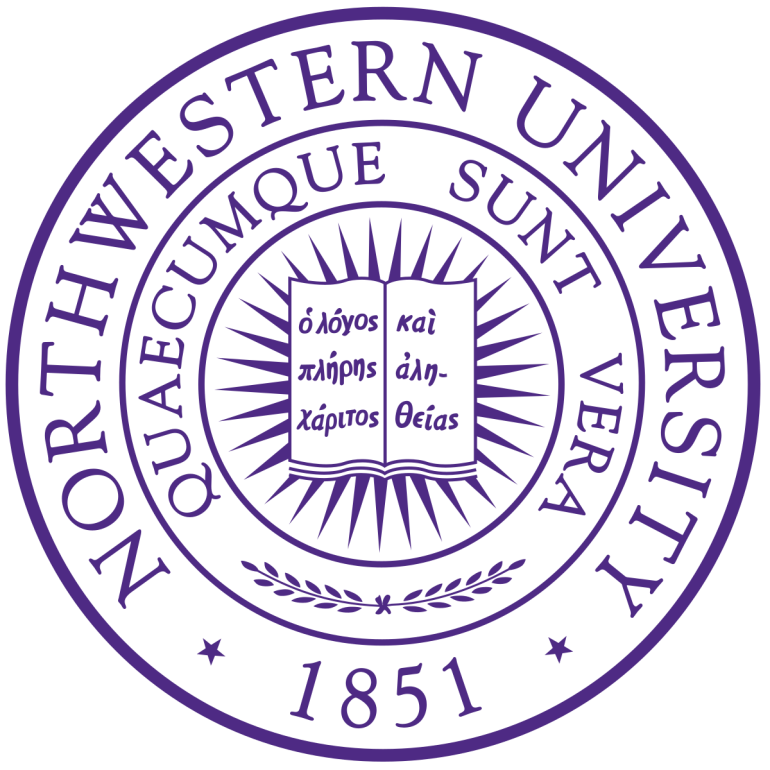 NORTHWESTERN UNIVERSITY
QUAECUMQUE SUNT VERA
ὁ λόγος
πλήρης
χάριτος
καὶ
ἀλη-
θείας
1851